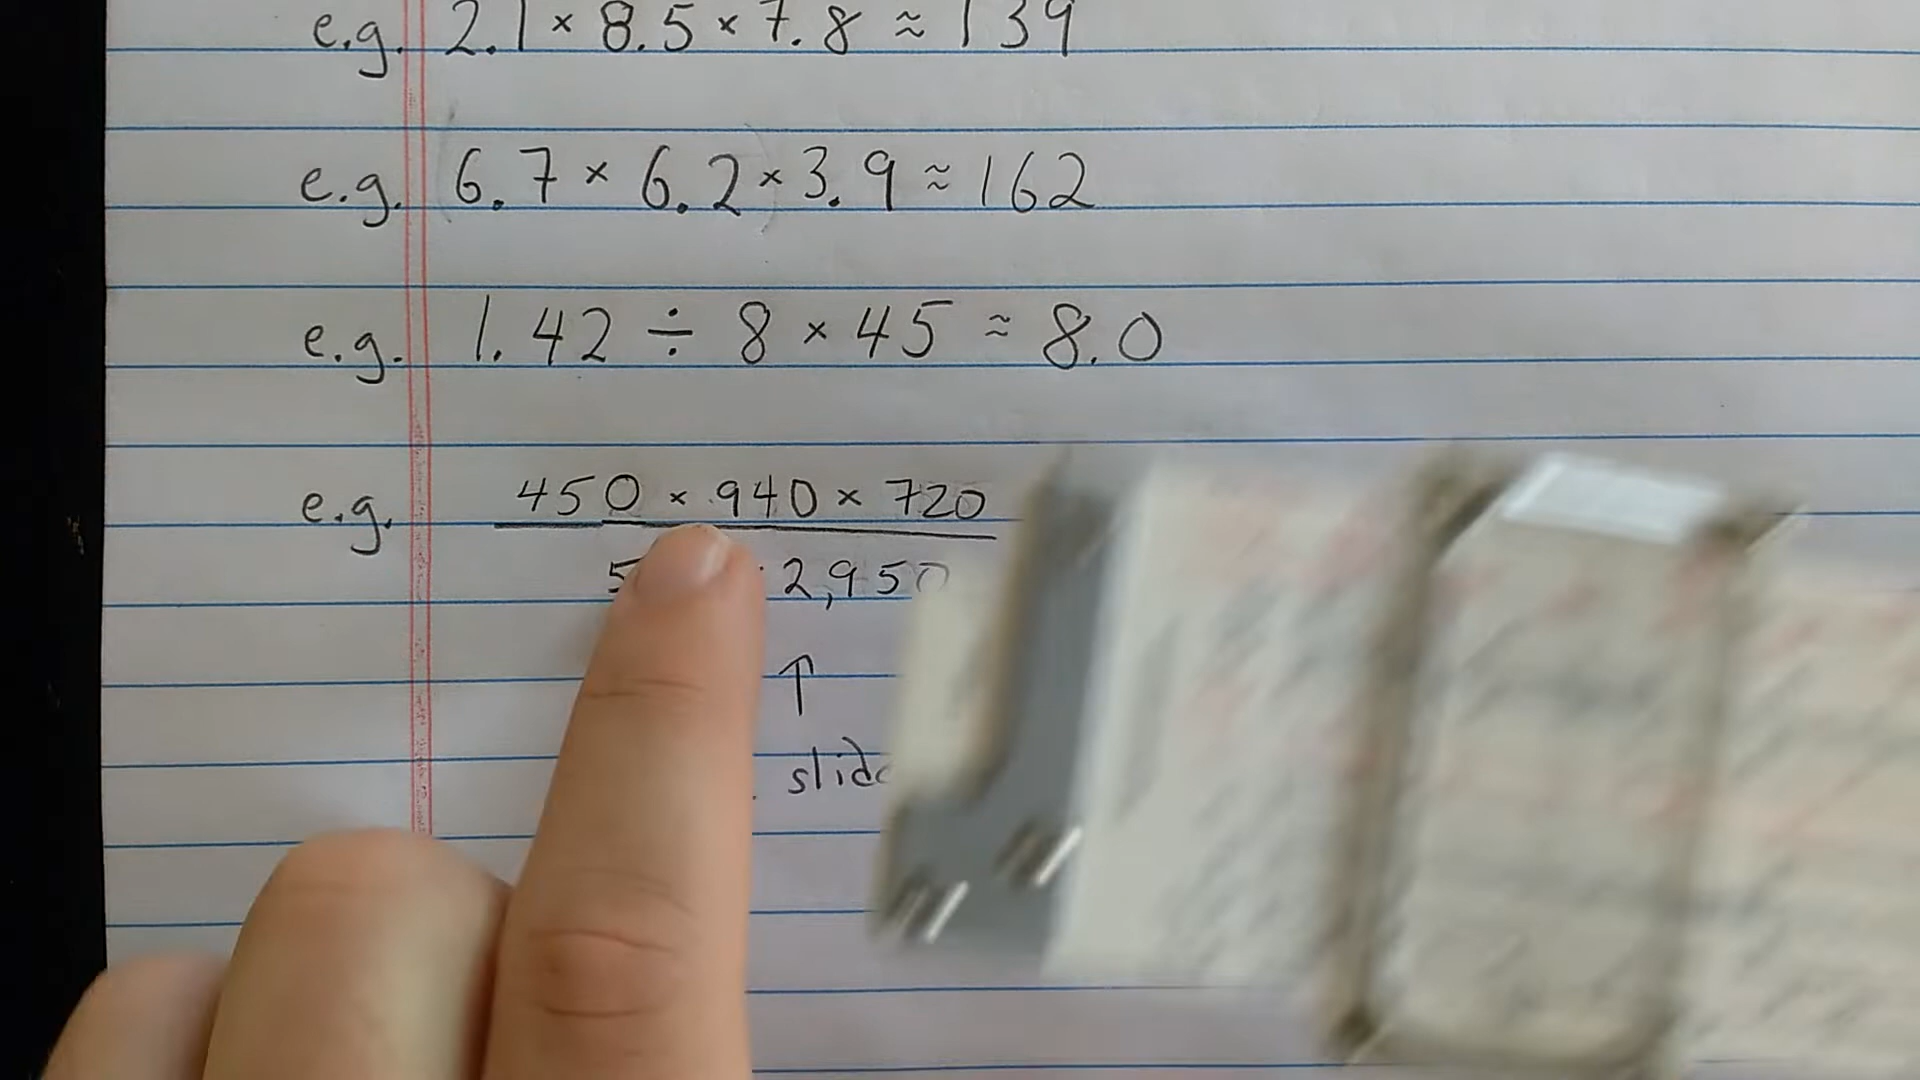 e.g. 2.1 × 8.5 × 7.8 ≈ 139
e.g. 6.7 × 6.2 × 3.9 ≈ 162
e.g. 1.42 ÷ 8 × 45 ≈ 8.0
e.g. 450 × 940 × 720
5 2,950
↑